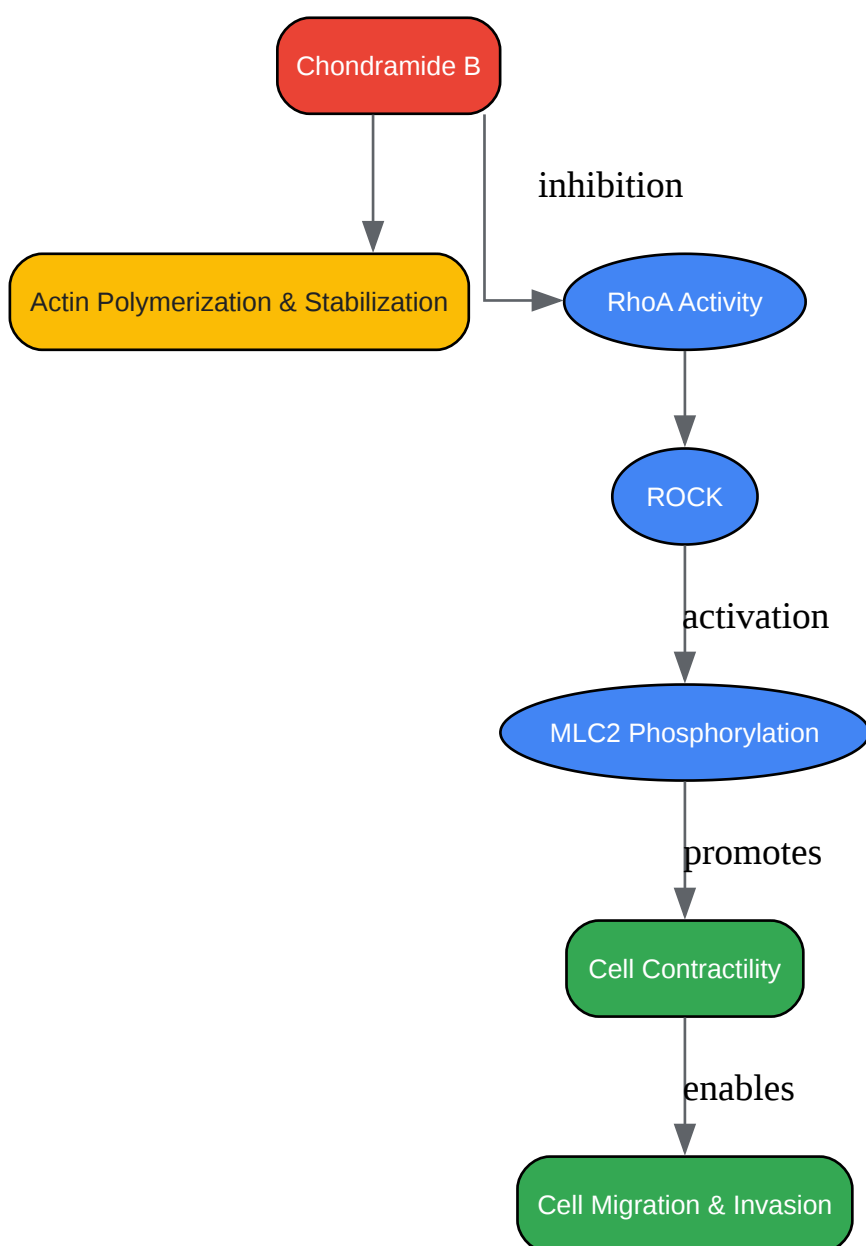 Chondramide B
inhibition
Actin Polymerization & Stabilization
RhoA Activity
ROCK
activation
MLC2 Phosphorylation
promotes
Cell Contractility
enables
Cell Migration & Invasion